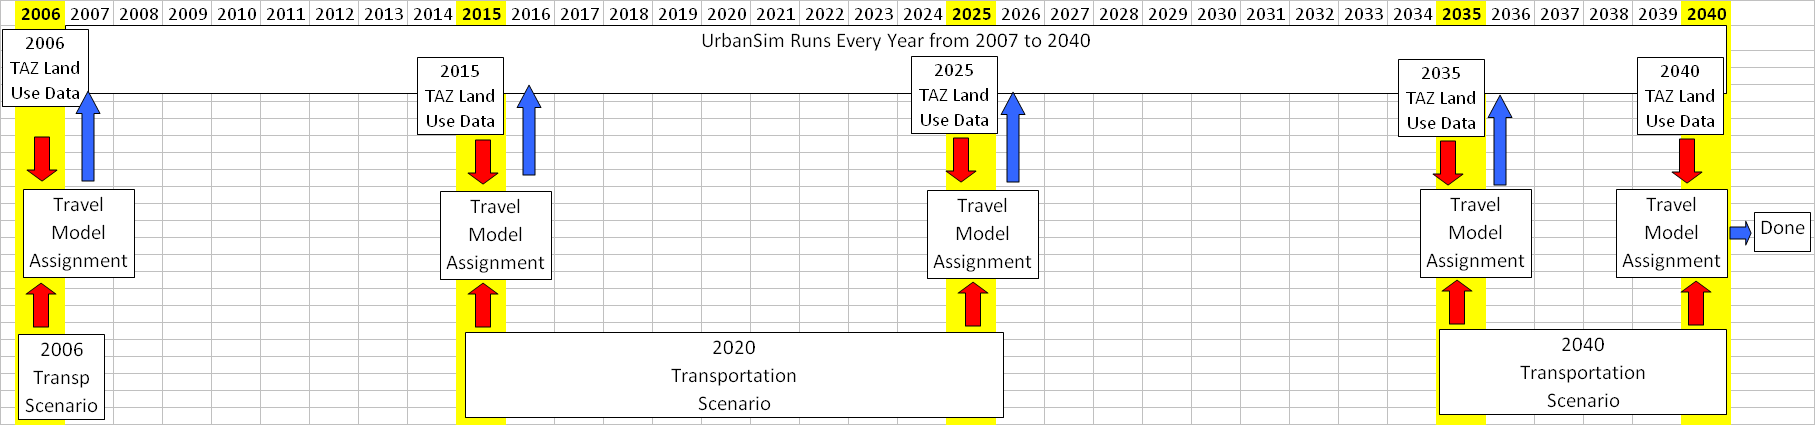 2006 2007 2008 2009 2010 2011 2012 2013 2014 2015 2016 2017 2018 2019 2020 2021 2022 2023 2024 2025 2026 2027 2028 2029 2030 2031 2032 2033 2034 2035 2036 2037 2038 2039 2040
UrbanSim Runs Every Year from 2007 to 2040
2006
TAZ Land
Use Data
2015
TAZ Land
Use Data
2025
TAZ Land
Use Data
2035
TAZ Land
Use Data
2040
TAZ Land
Use Data
Travel
Model
Assignment
Travel
Model
Assignment
Travel
Model
Assignment
Travel
Model
Assignment
Travel
Model
Assignment
Done
2006
Transp
Scenario
2020
Transportation
Scenario
2040
Transportation
Scenario